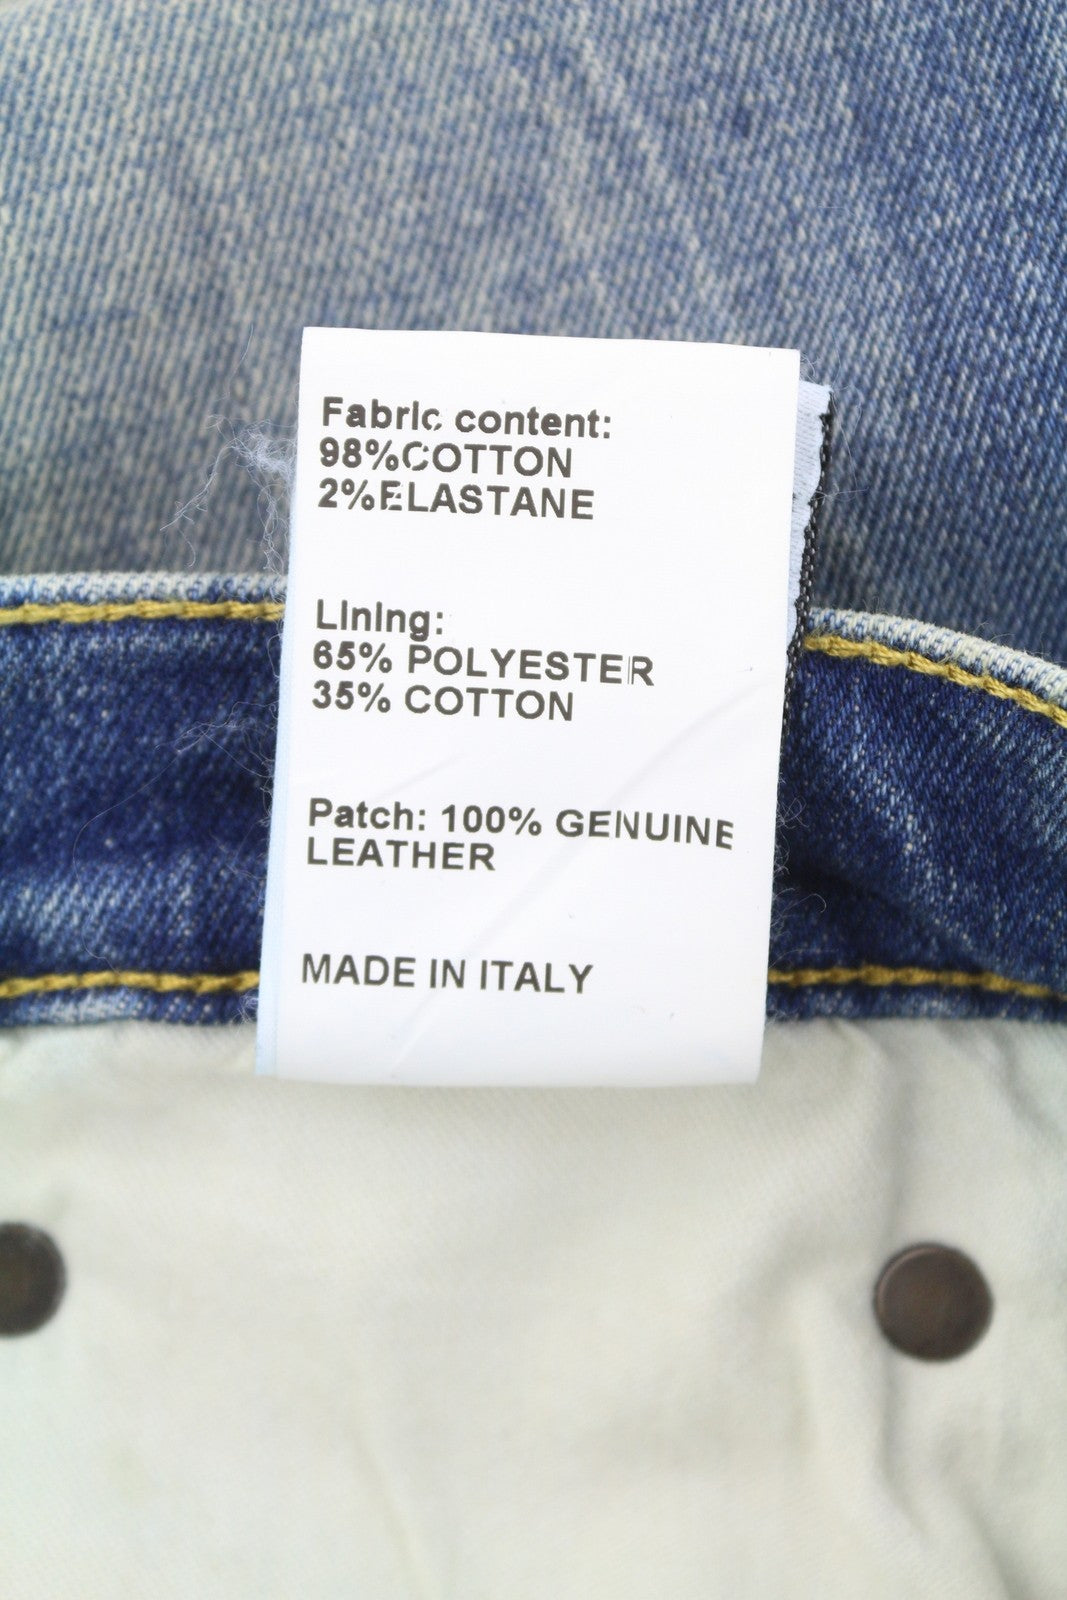 Fabric content:
98%COTTON
2%ELASTANE
Lining:
65% POLYESTER
35% COTTON
Patch: 100% GENUINE
LEATHER
MADE IN ITALY